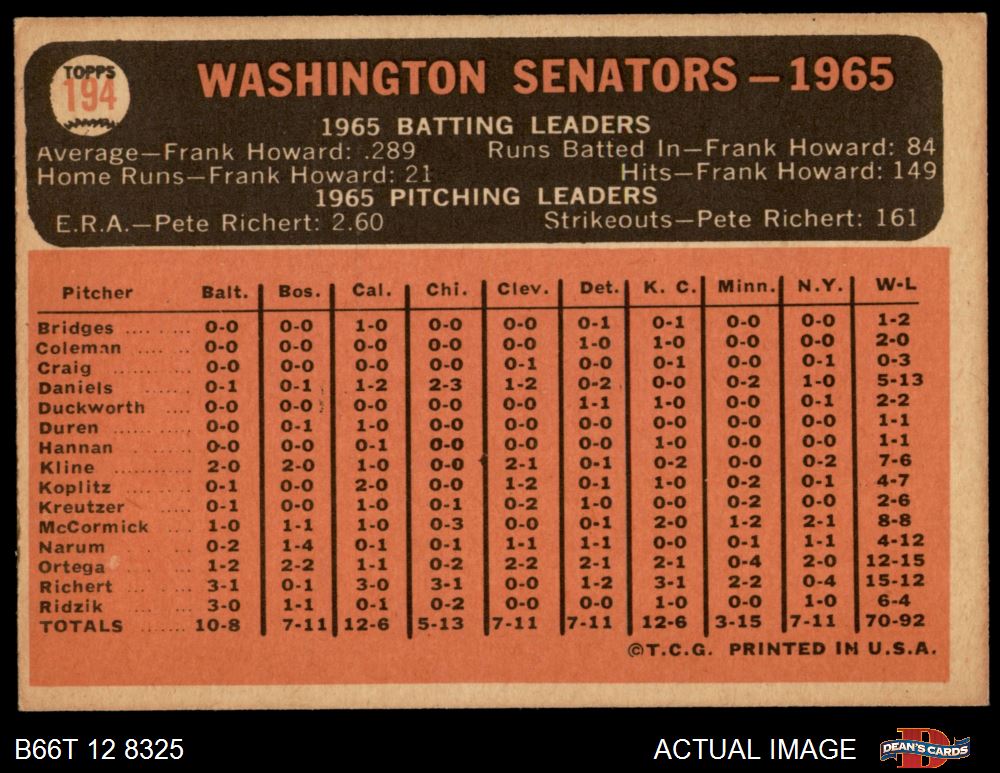 TOPPS
194
WASHINGTON SENATORS — 1965
1965 BATTING LEADERS
Average—Frank Howard: .289 Runs Batted In—Frank Howard: 84
Home Runs—Frank Howard: 21 Hits—Frank Howard: 149
1965 PITCHING LEADERS
E.R.A.—Pete Richert: 2.60 Strikeouts—Pete Richert: 161
Pitcher Balt. Bos. Cal. Chi. Clev. Det. K. C. Minn. N.Y. W-L
Bridges .... ..... 0-0 0-0 1-0 0-0 0-0 0-1 0-1 0-0 0-0 1-2
Coleman .... .... 0-0 0-0 0-0 0-0 0-0 1-0 1-0 0-0 0-0 2-0
Craig ........ .... 0-0 0-0 0-0 0-0 0-1 0-0 0-1 0-0 0-1 0-3
Daniels ..... .... 0-1 0-1 1-2 2-3 1-2 0-2 0-0 0-2 1-0 5-13
Duckworth .... 0-0 0-0 0-0 0-0 0-0 1-1 1-0 0-0 0-1 2-2
Duren ............ 0-0 0-1 1-0 0-0 0-0 0-0 0-0 0-0 0-0 1-1
Hannan ..... .... 0-0 0-0 0-1 0-0 0-0 0-0 1-0 0-0 0-0 1-1
Kline ............ 2-0 2-0 1-0 0-0 2-1 0-1 0-2 0-0 0-2 7-6
Koplitz ..... .... 0-1 0-0 2-0 0-0 1-2 0-1 1-0 0-2 0-1 4-7
Kreutzer .... .... 0-1 0-0 1-0 0-1 0-2 1-0 0-0 0-2 0-0 2-6
McCormick .... 1-0 1-1 1-0 0-3 0-0 0-1 2-0 1-2 2-1 8-8
Narum ...... .... 0-2 1-4 0-1 0-1 1-1 1-1 0-0 0-1 1-1 4-12
Ortega ...... .... 1-2 2-2 1-1 0-2 2-2 2-1 2-1 0-4 2-0 12-15
Richert ..... .... 3-1 0-1 3-0 3-1 0-0 1-2 3-1 2-2 0-4 15-12
Ridzik ...... .... 3-0 1-1 0-1 0-2 0-0 0-0 1-0 0-0 1-0 6-4
TOTALS ....... 10-8 7-11 12-6 5-13 7-11 7-11 12-6 3-15 7-11 70-92
©T.C.G. PRINTED IN U.S.A.
B66T 12 8325 ACTUAL IMAGE DEAN'S CARDS